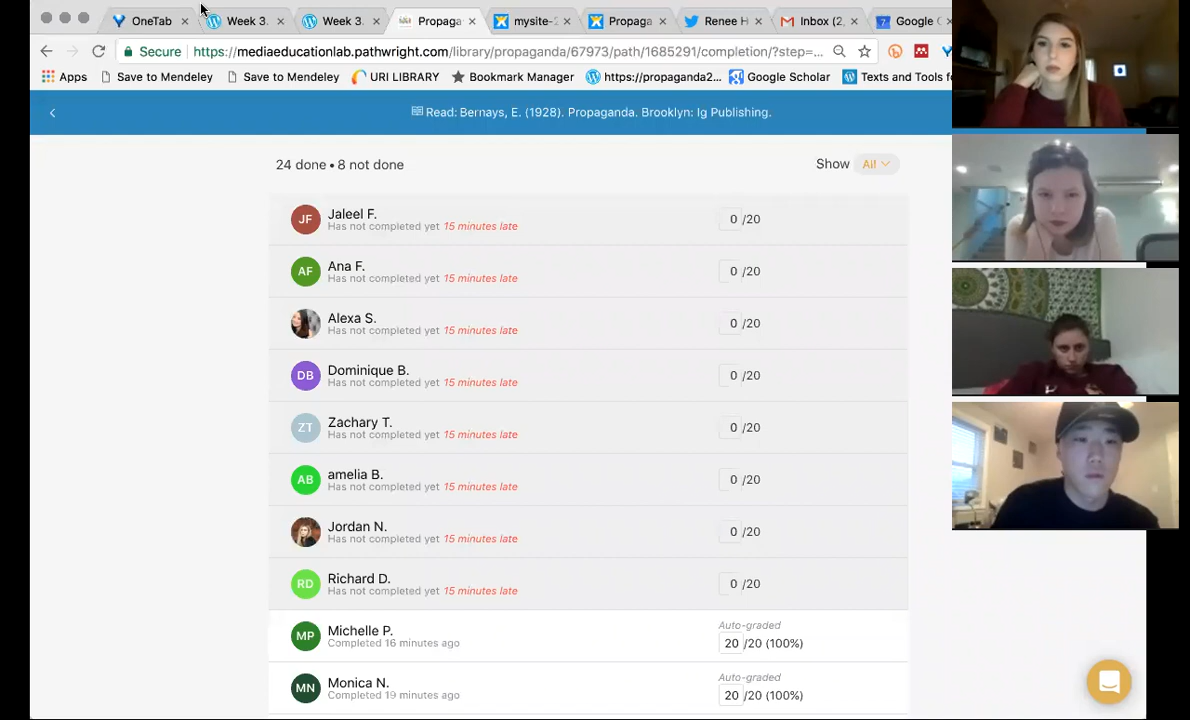 OneTab
Week 3.
Week 3.
Propaga
mysite-2
Propaga
Renee H
Inbox (2,
Google C
Secure https://mediaeducationlab.pathwright.com/library/propaganda/67973/path/1685291/completion/?step=...
Apps Save to Mendeley Save to Mendeley URI LIBRARY Bookmark Manager https://propaganda2... Google Scholar Texts and Tools fo
Read: Bernays, E. (1928). Propaganda. Brooklyn: Ig Publishing.
24 done • 8 not done
Show All
JF Jaleel F. 0 /20
Has not completed yet 15 minutes late
AF Ana F. 0 /20
Has not completed yet 15 minutes late
Alexa S. 0 /20
Has not completed yet 15 minutes late
DB Dominique B. 0 /20
Has not completed yet 15 minutes late
ZT Zachary T. 0 /20
Has not completed yet 15 minutes late
AB amelia B. 0 /20
Has not completed yet 15 minutes late
Jordan N. 0 /20
Has not completed yet 15 minutes late
RD Richard D. 0 /20
Has not completed yet 15 minutes late
MP Michelle P. Auto-graded
Completed 16 minutes ago 20 /20 (100%)
MN Monica N. Auto-graded
Completed 19 minutes ago 20 /20 (100%)